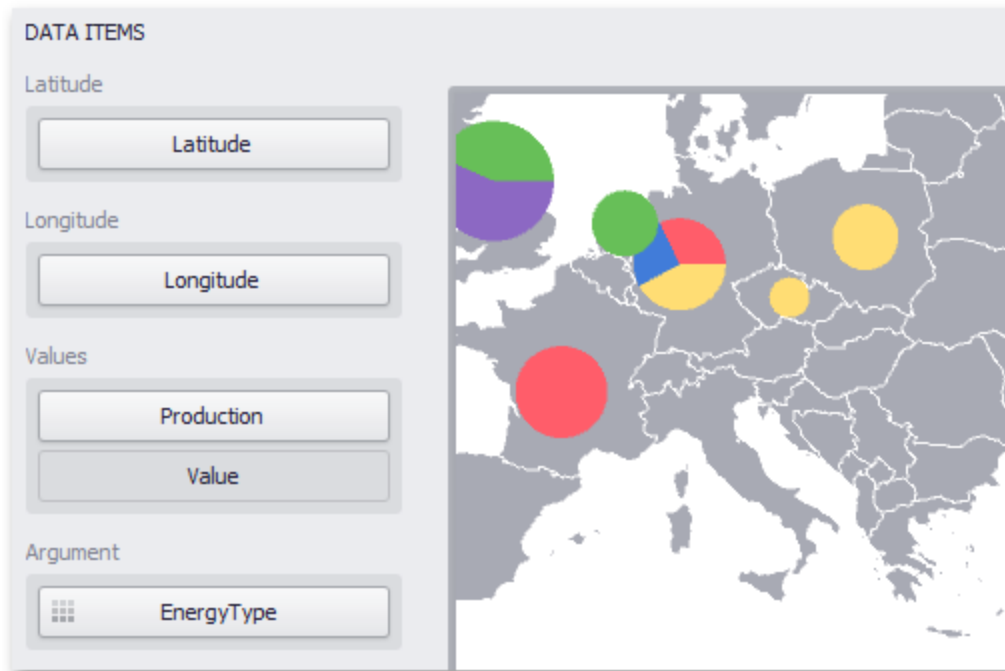 DATA ITEMS
Latitude
Latitude
Longitude
Longitude
Values
Production
Value
Argument
EnergyType